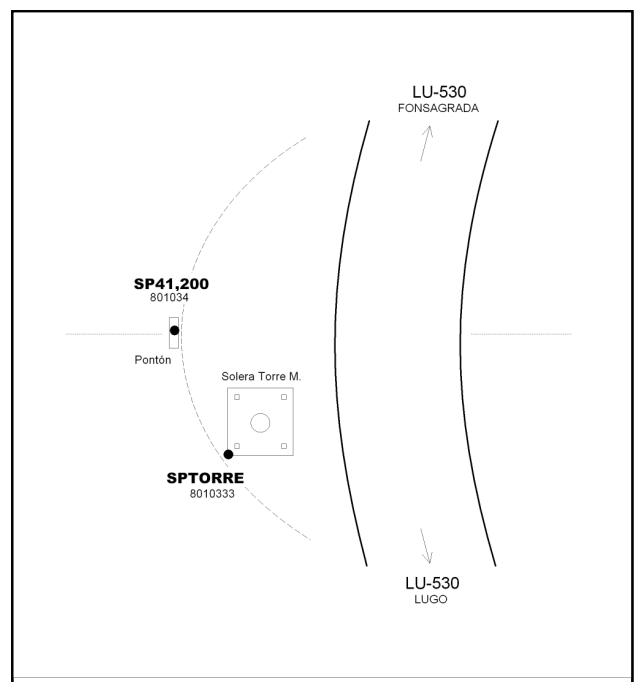 LU-530
FONSAGRADA
SP41,200
801034
Pontón
Solera Torre M.
SPTORRE
8010333
LU-530
LUGO